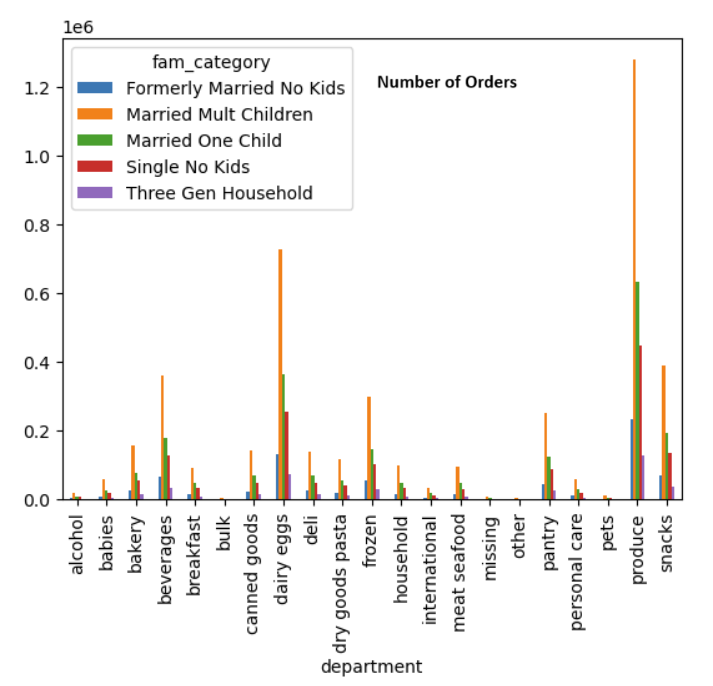 1e6
fam_category
Formerly Married No Kids
Married Mult Children
Married One Child
Single No Kids
Three Gen Household
Number of Orders
1.2
1.0
0.8
0.6
0.4
0.2
0.0
alcohol
babies
bakery
beverages
breakfast
bulk
canned goods
dairy eggs
deli
dry goods pasta
frozen
household
international
meat seafood
missing
other
pantry
personal care
pets
produce
snacks
department